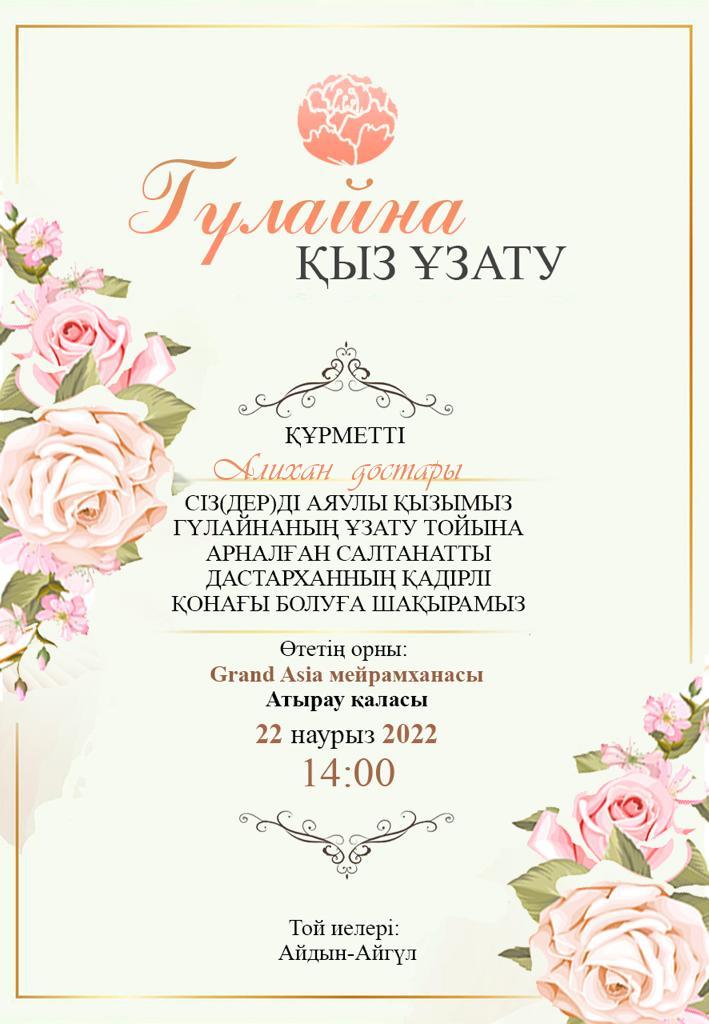 Гулайна
ҚЫЗ ҰЗАТУ
ҚҰРМЕТТІ
Алихан достары
СІЗ(ДЕР)ДІ АЯУЛЫ ҚЫЗЫМЫЗ
ГҮЛАЙНАНЫҢ ҰЗАТУ ТОЙЫНА
АРНАЛҒАН САЛТАНАТТЫ
ДАСТАРХАННЫҢ ҚАДІРЛІ
ҚОНАҒЫ БОЛУҒА ШАҚЫРАМЫЗ
Өтетің орны:
Grand Asia мейрамханасы
Атырау қаласы
22 наурыз 2022
14:00
Той иелері:
Айдын-Айгүл